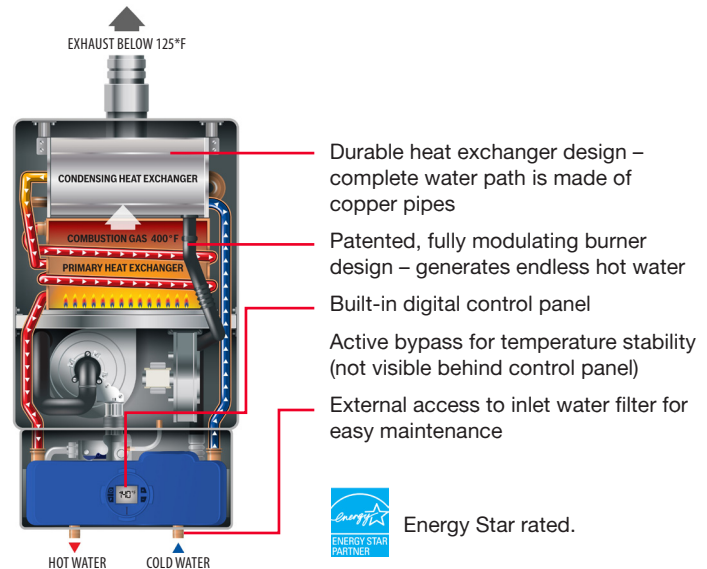 EXHAUST BELOW 125*F
CONDENSING HEAT EXCHANGER
COMBUSTION GAS 400°F
PRIMARY HEAT EXCHANGER
140°F
HOT WATER
COLD WATER
Durable heat exchanger design –
complete water path is made of
copper pipes
Patented, fully modulating burner
design – generates endless hot water
Built-in digital control panel
Active bypass for temperature stability
(not visible behind control panel)
External access to inlet water filter for
easy maintenance
energy
ENERGY STAR
PARTNER
Energy Star rated.